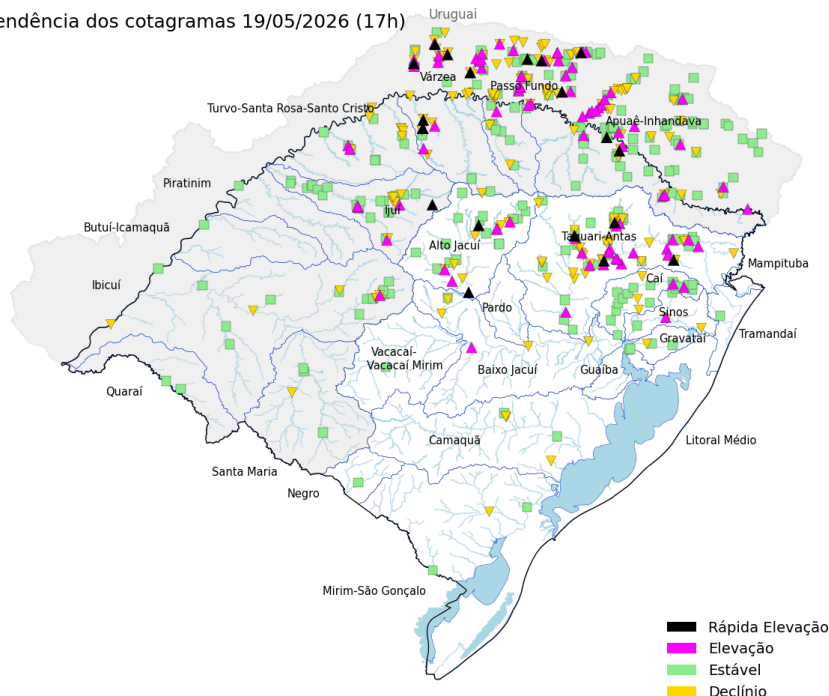 endência dos cotagramas 19/05/2026 (17h)
Uruguai
Várzea
Passo Fundo
Turvo-Santa Rosa-Santo Cristo
Apuaê-Inhandava
Piratinim
Ijuí
Butuí-Icamaquã
Taquari-Antas
Alto Jacuí
Mampituba
Ibicuí
Caí
Pardo
Sinos
Tramandaí
Gravataí
Vacacaí-
Vacacaí Mirim
Baixo Jacuí
Guaíba
Quaraí
Camaquã
Litoral Médio
Santa Maria
Negro
Mirim-São Gonçalo
Rápida Elevação
Elevação
Estável
Declínio